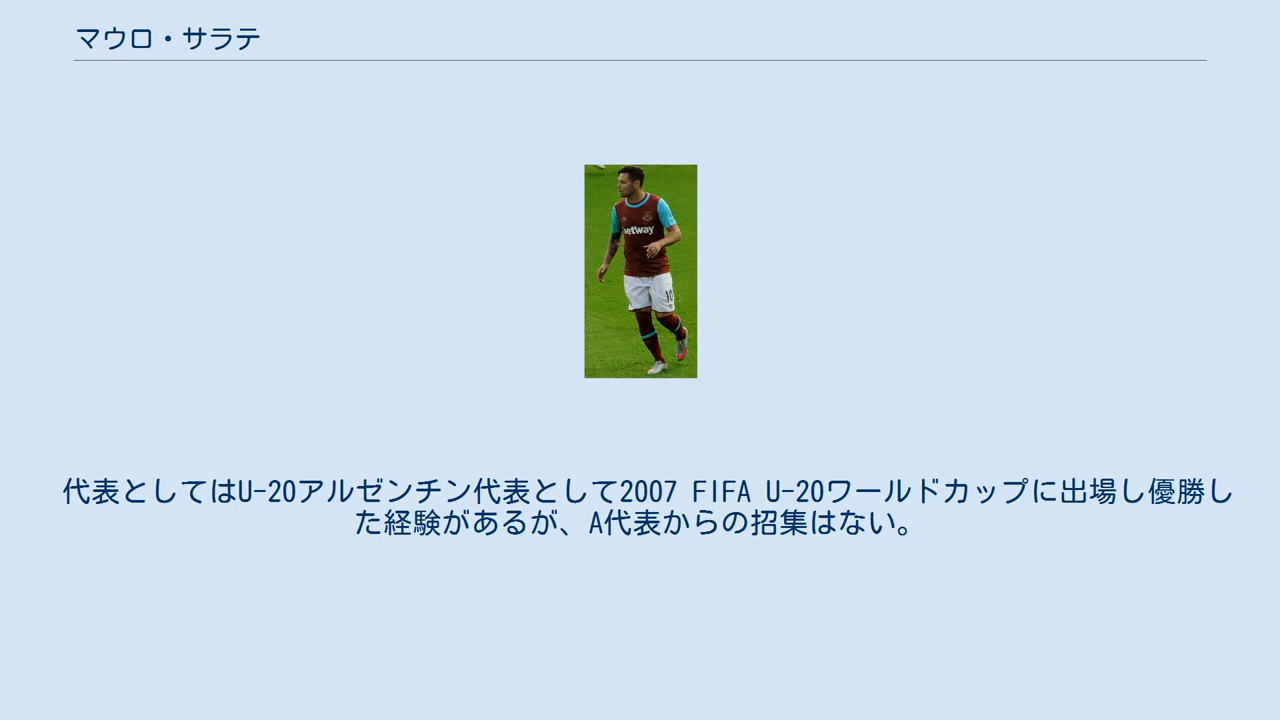 マウロ・サラテ
betway
10
代表としてはU-20アルゼンチン代表として2007 FIFA U-20ワールドカップに出場し優勝し
た経験があるが、A代表からの招集はない。